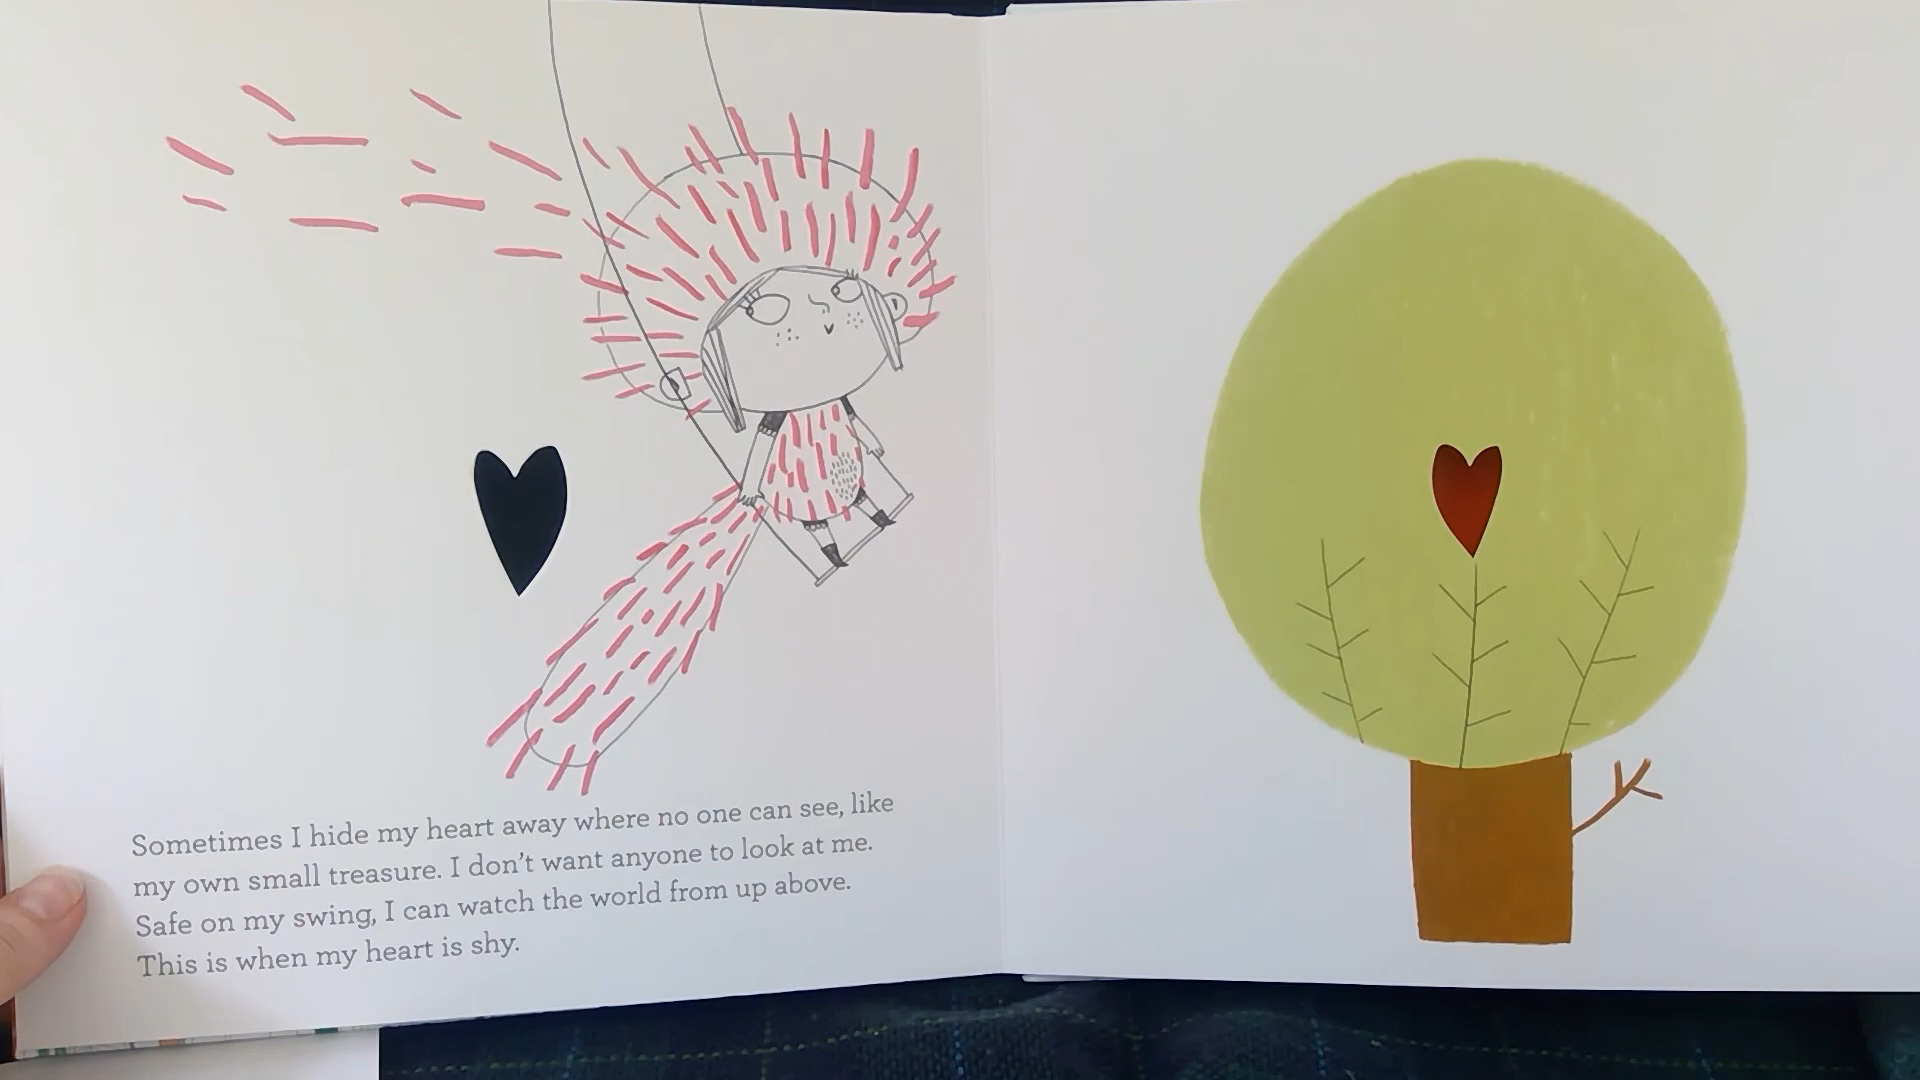 Sometimes I hide my heart away where no one can see, like
my own small treasure. I don't want anyone to look at me.
Safe on my swing, I can watch the world from up above.
This is when my heart is shy.